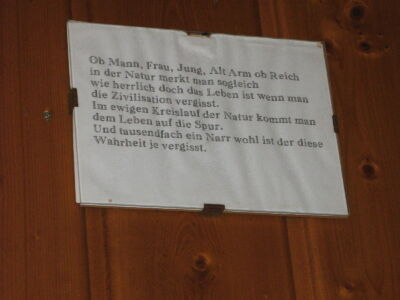 Ob Mann, Frau, Jung, Alt Arm ob Reich
in der Natur merkt man sogleich
wie herrlich doch das Leben ist wenn man
die Zivilisation vergisst.
Im ewigen Kreislauf der Natur kommt man
dem Leben auf die Spur.
Und tausendfach ein Narr wohl ist der diese
Wahrheit je vergisst.